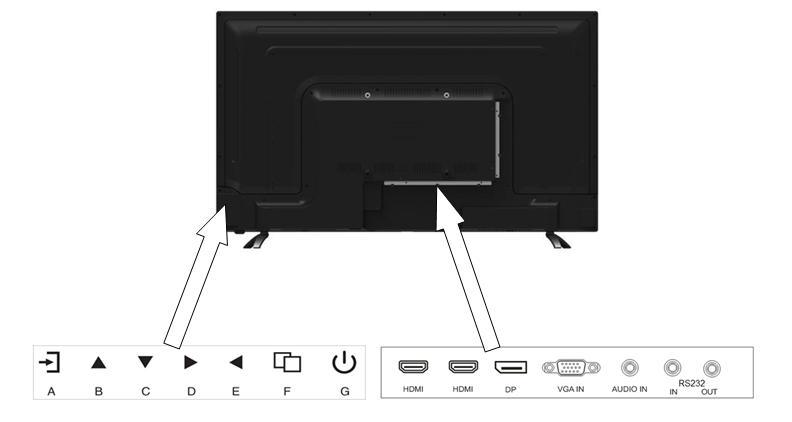 A B C D E F G
HDMI HDMI DP VGA IN AUDIO IN RS232
IN OUT